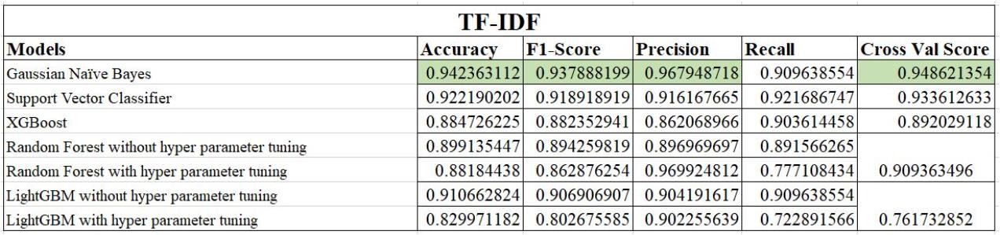 TF-IDF
Models Accuracy F1-Score Precision Recall Cross Val Score
Gaussian Naïve Bayes 0.942363112 0.937888199 0.967948718 0.909638554 0.948621354
Support Vector Classifier 0.922190202 0.918918919 0.916167665 0.921686747 0.933612633
XGBoost 0.884726225 0.882352941 0.862068966 0.903614458 0.892029118
Random Forest without hyper parameter tuning 0.899135447 0.894259819 0.896969697 0.891566265
Random Forest with hyper parameter tuning 0.88184438 0.862876254 0.969924812 0.777108434 0.909363496
LightGBM without hyper parameter tuning 0.910662824 0.906906907 0.904191617 0.909638554
LightGBM with hyper parameter tuning 0.829971182 0.802675585 0.902255639 0.722891566 0.761732852